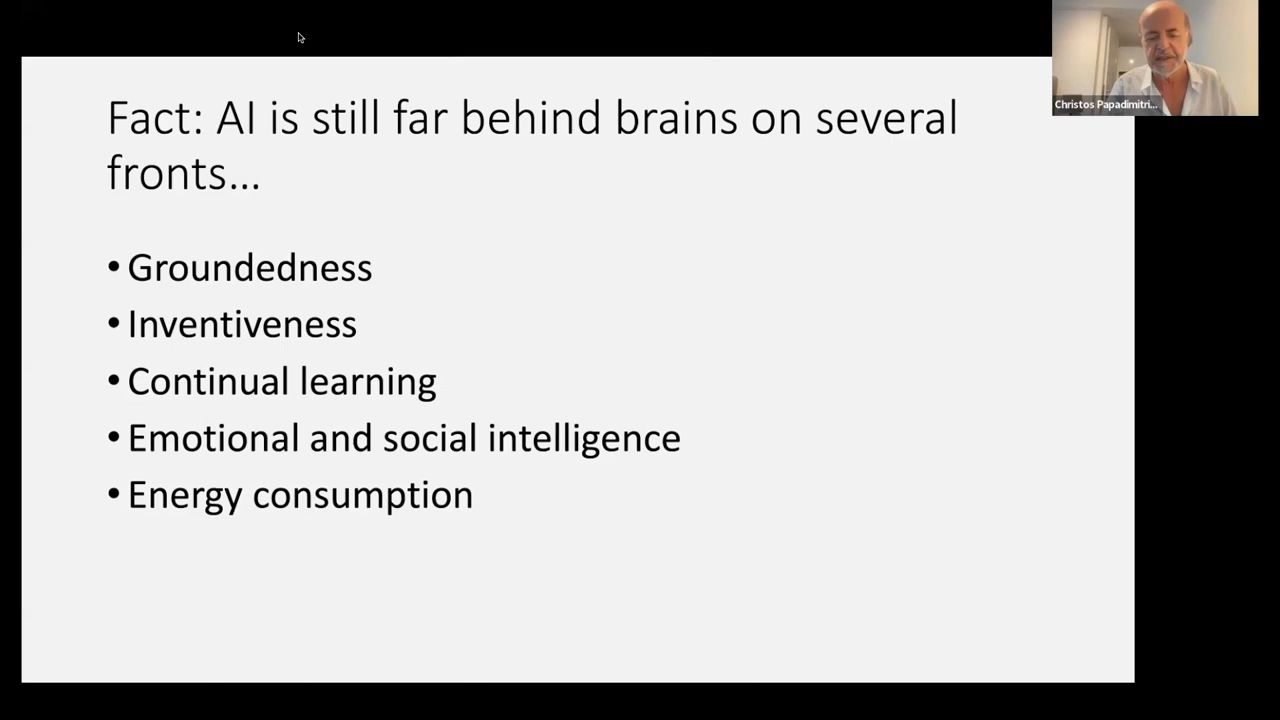 Fact: AI is still far behind brains on several
fronts...
• Groundedness
• Inventiveness
• Continual learning
• Emotional and social intelligence
• Energy consumption
Christos Papadimitri...